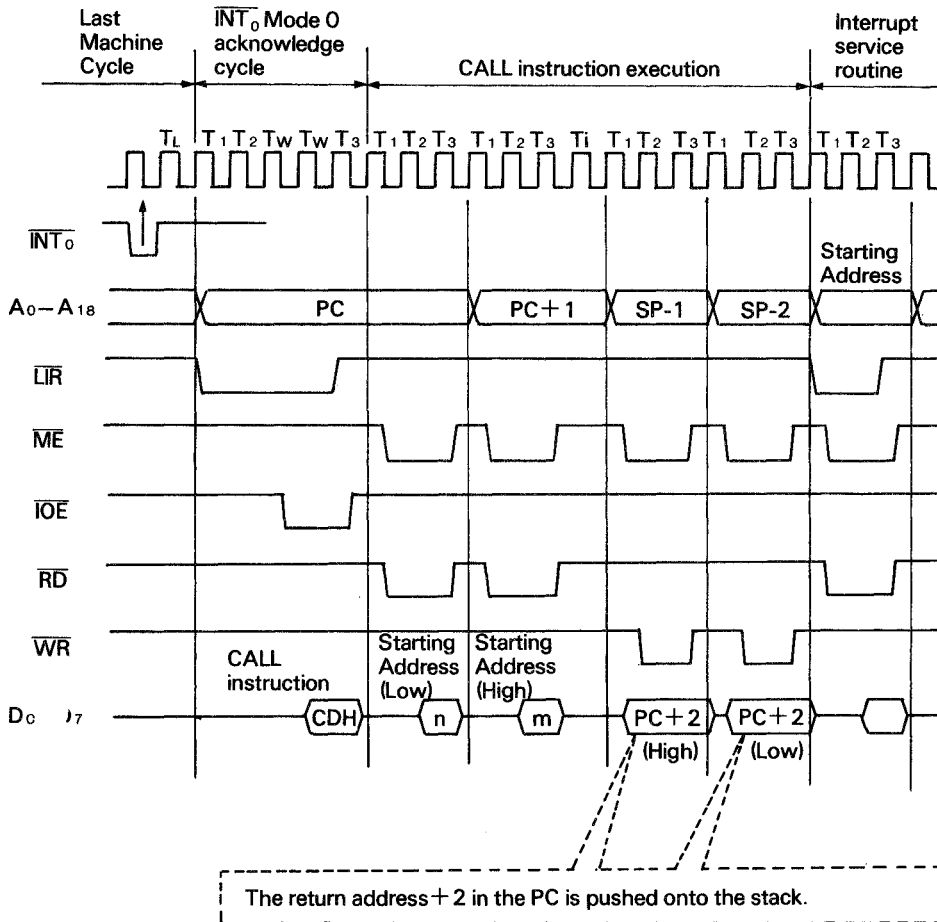 Last
Machine
Cycle
INT0 Mode 0
acknowledge
cycle
CALL instruction execution
Interrupt
service
routine
TL T1 T2 TW TW T3 T1 T2 T3 T1 T2 T3 Ti T1 T2 T3 T1 T2 T3 T1 T2 T3
INT0
Starting
Address
A0–A18 PC PC+1 SP-1 SP-2
LIR
ME
IOE
RD
WR
CALL
instruction
Starting
Address
(Low)
Starting
Address
(High)
CDH n m PC+2 PC+2
(High) (Low)
The return address+2 in the PC is pushed onto the stack.